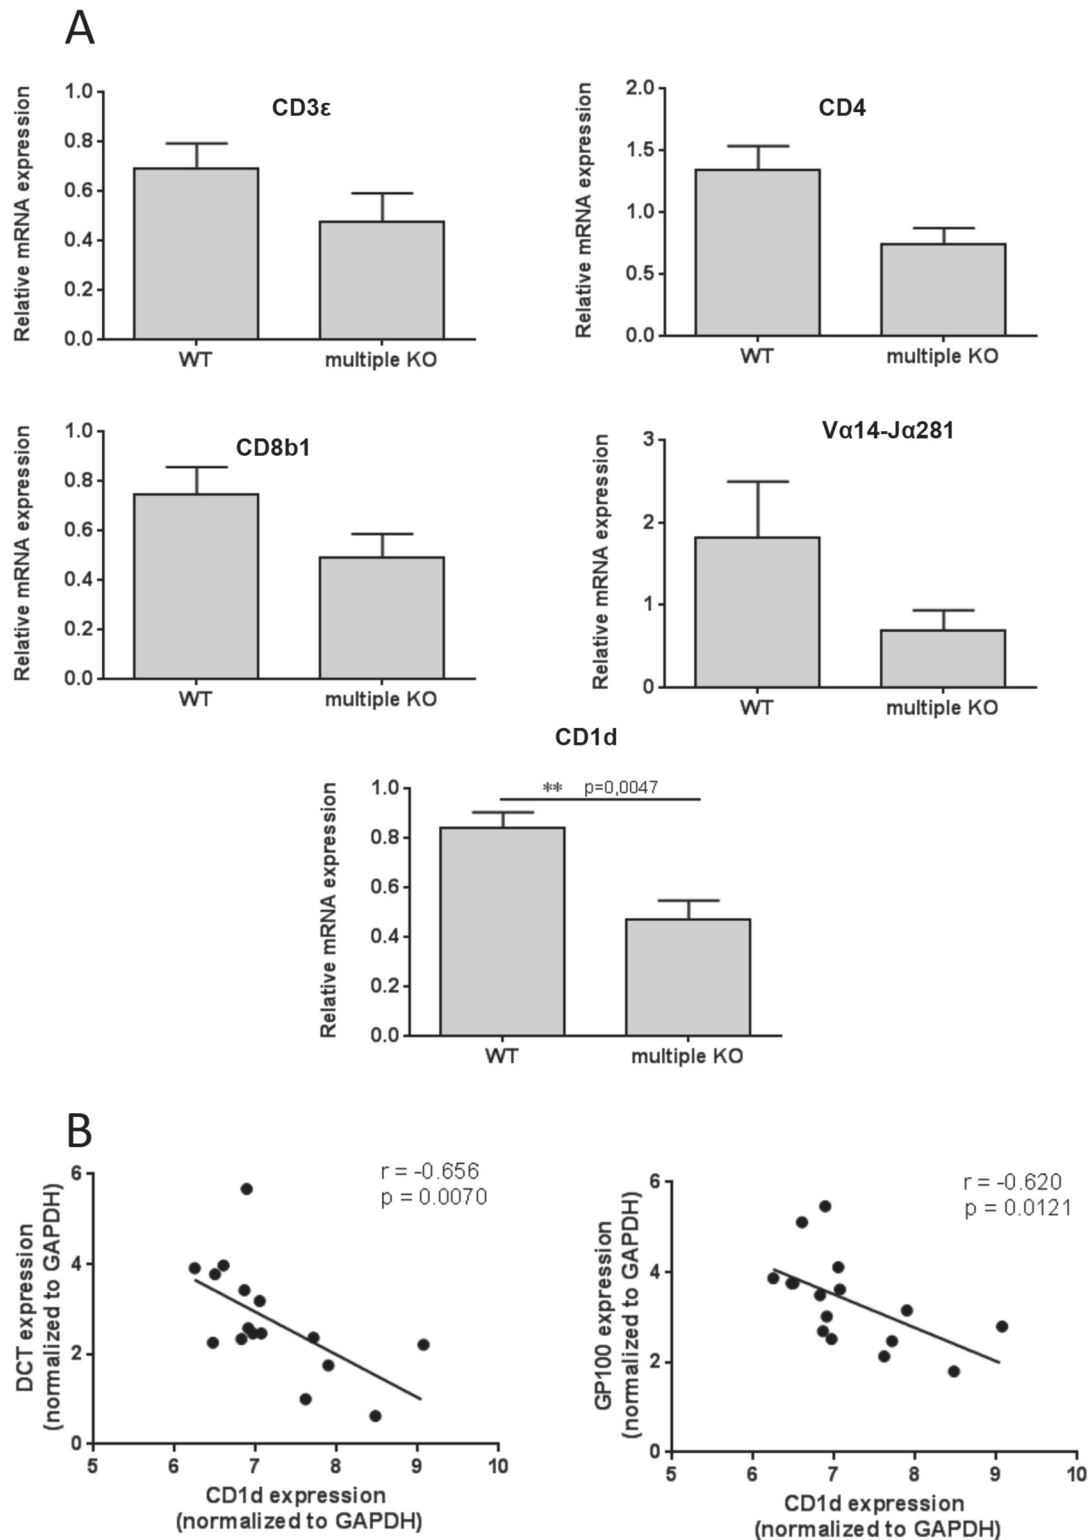 A
CD3ε
Relative mRNA expression
1.0
0.8
0.6
0.4
0.2
0.0
WT
multiple KO
CD4
Relative mRNA expression
2.0
1.5
1.0
0.5
0.0
WT
multiple KO
CD8b1
Relative mRNA expression
1.0
0.8
0.6
0.4
0.2
0.0
WT
multiple KO
Vα14-Jα281
Relative mRNA expression
3
2
1
0
WT
multiple KO
CD1d
Relative mRNA expression
1.0
0.8
0.6
0.4
0.2
0.0
** p=0,0047
WT
multiple KO
B
DCT expression
(normalized to GAPDH)
6
4
2
0
r = -0.656
p = 0.0070
5 6 7 8 9 10
CD1d expression
(normalized to GAPDH)
GP100 expression
(normalized to GAPDH)
6
4
2
0
r = -0.620
p = 0.0121
5 6 7 8 9 10
CD1d expression
(normalized to GAPDH)